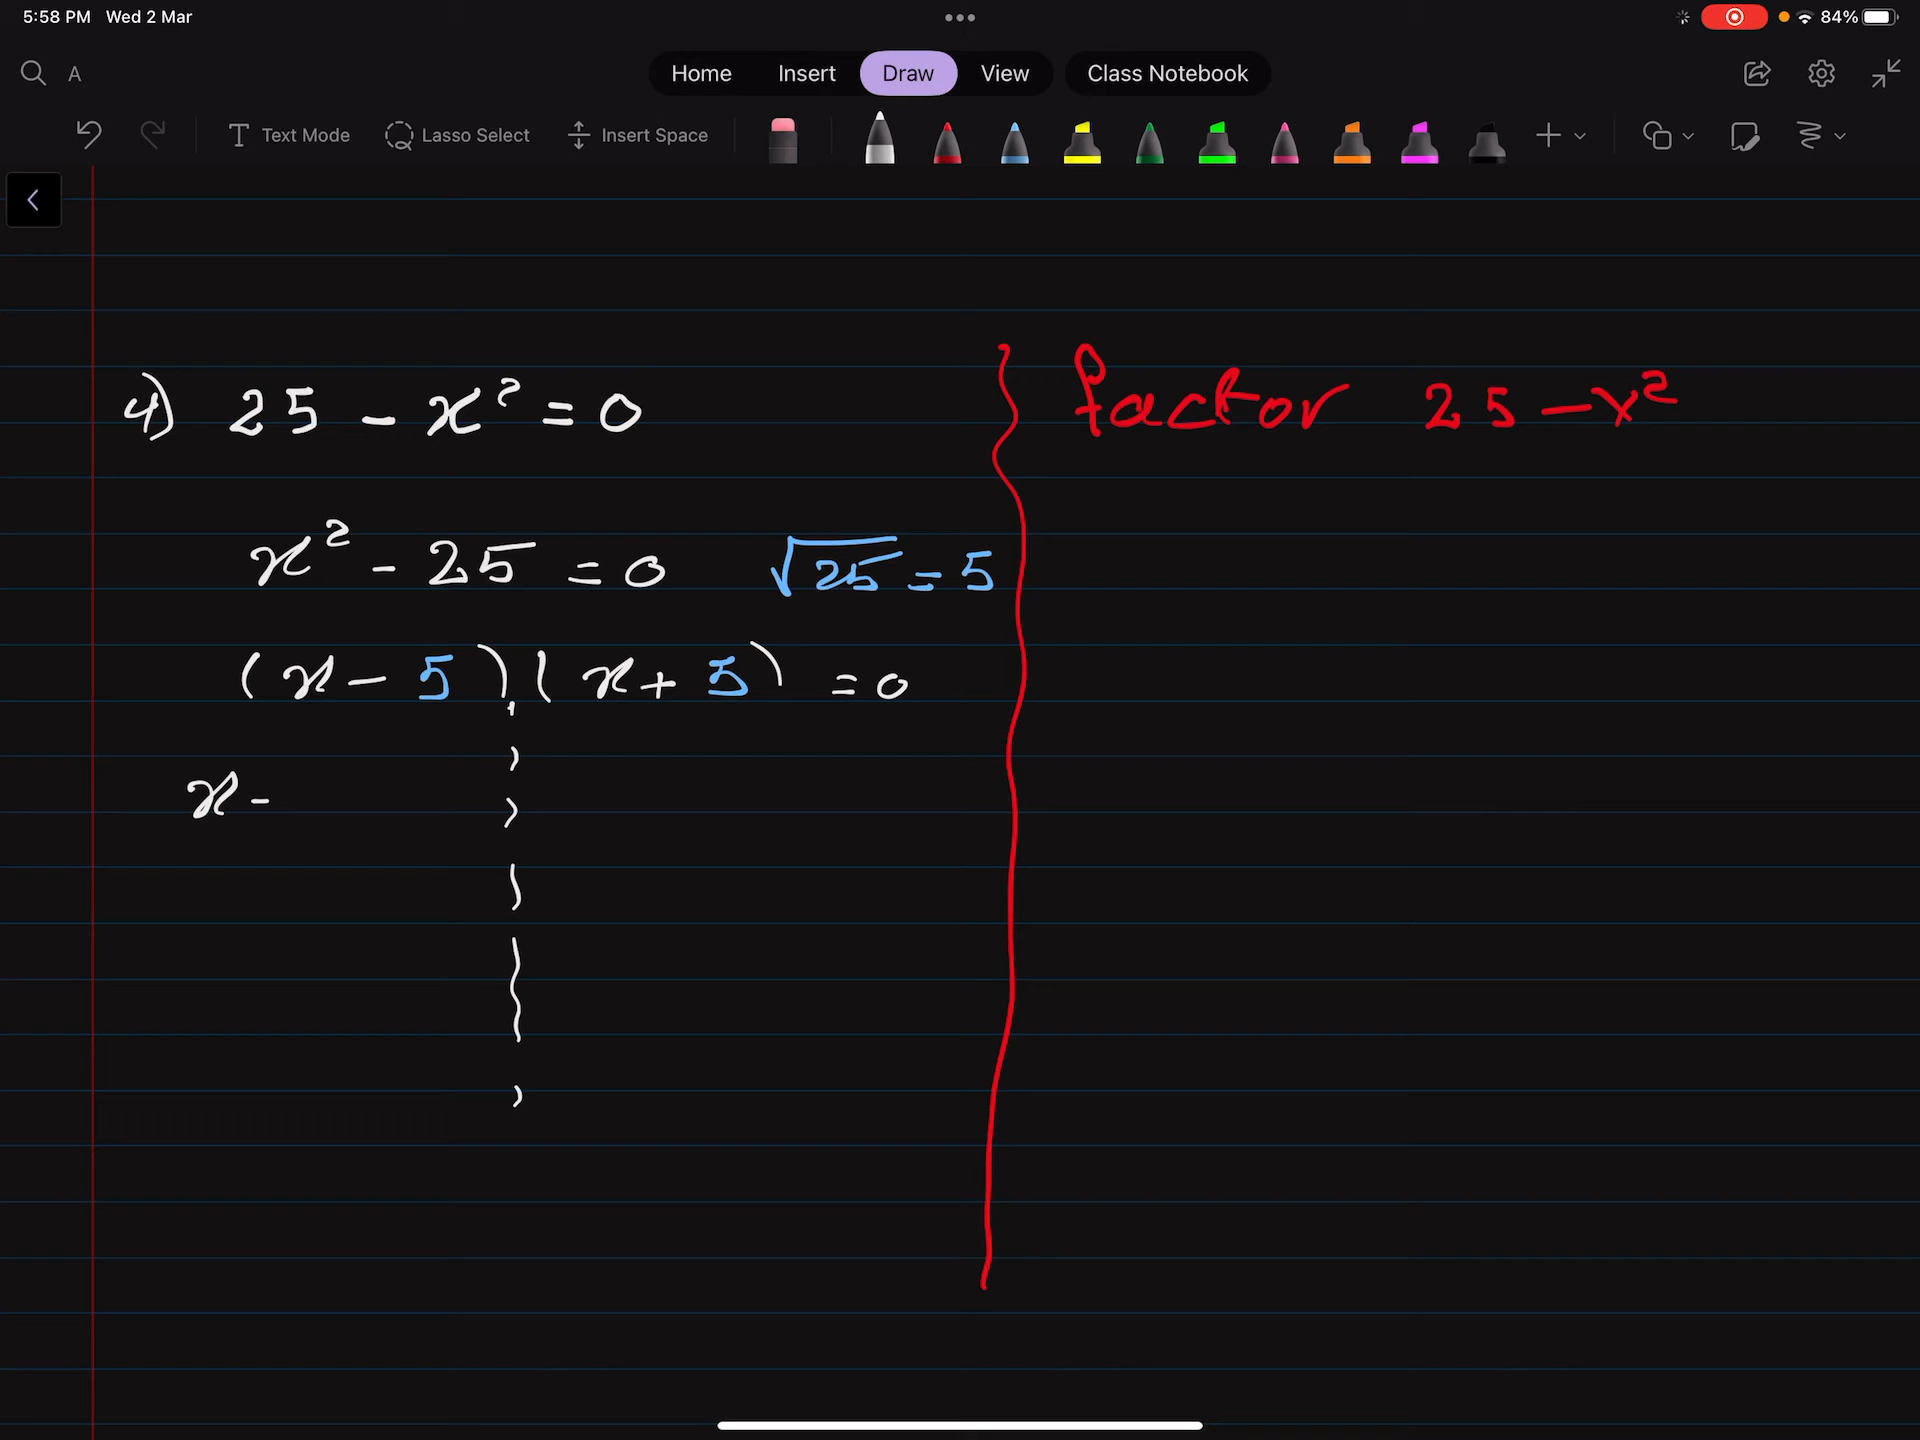 5:58 PM Wed 2 Mar
84%
A
Home Insert Draw View Class Notebook
Text Mode Lasso Select Insert Space
4) 25 - x² = 0
factor 25 - x²
x² - 25 = 0 √25 = 5
(x - 5)(x + 5) = 0
x -